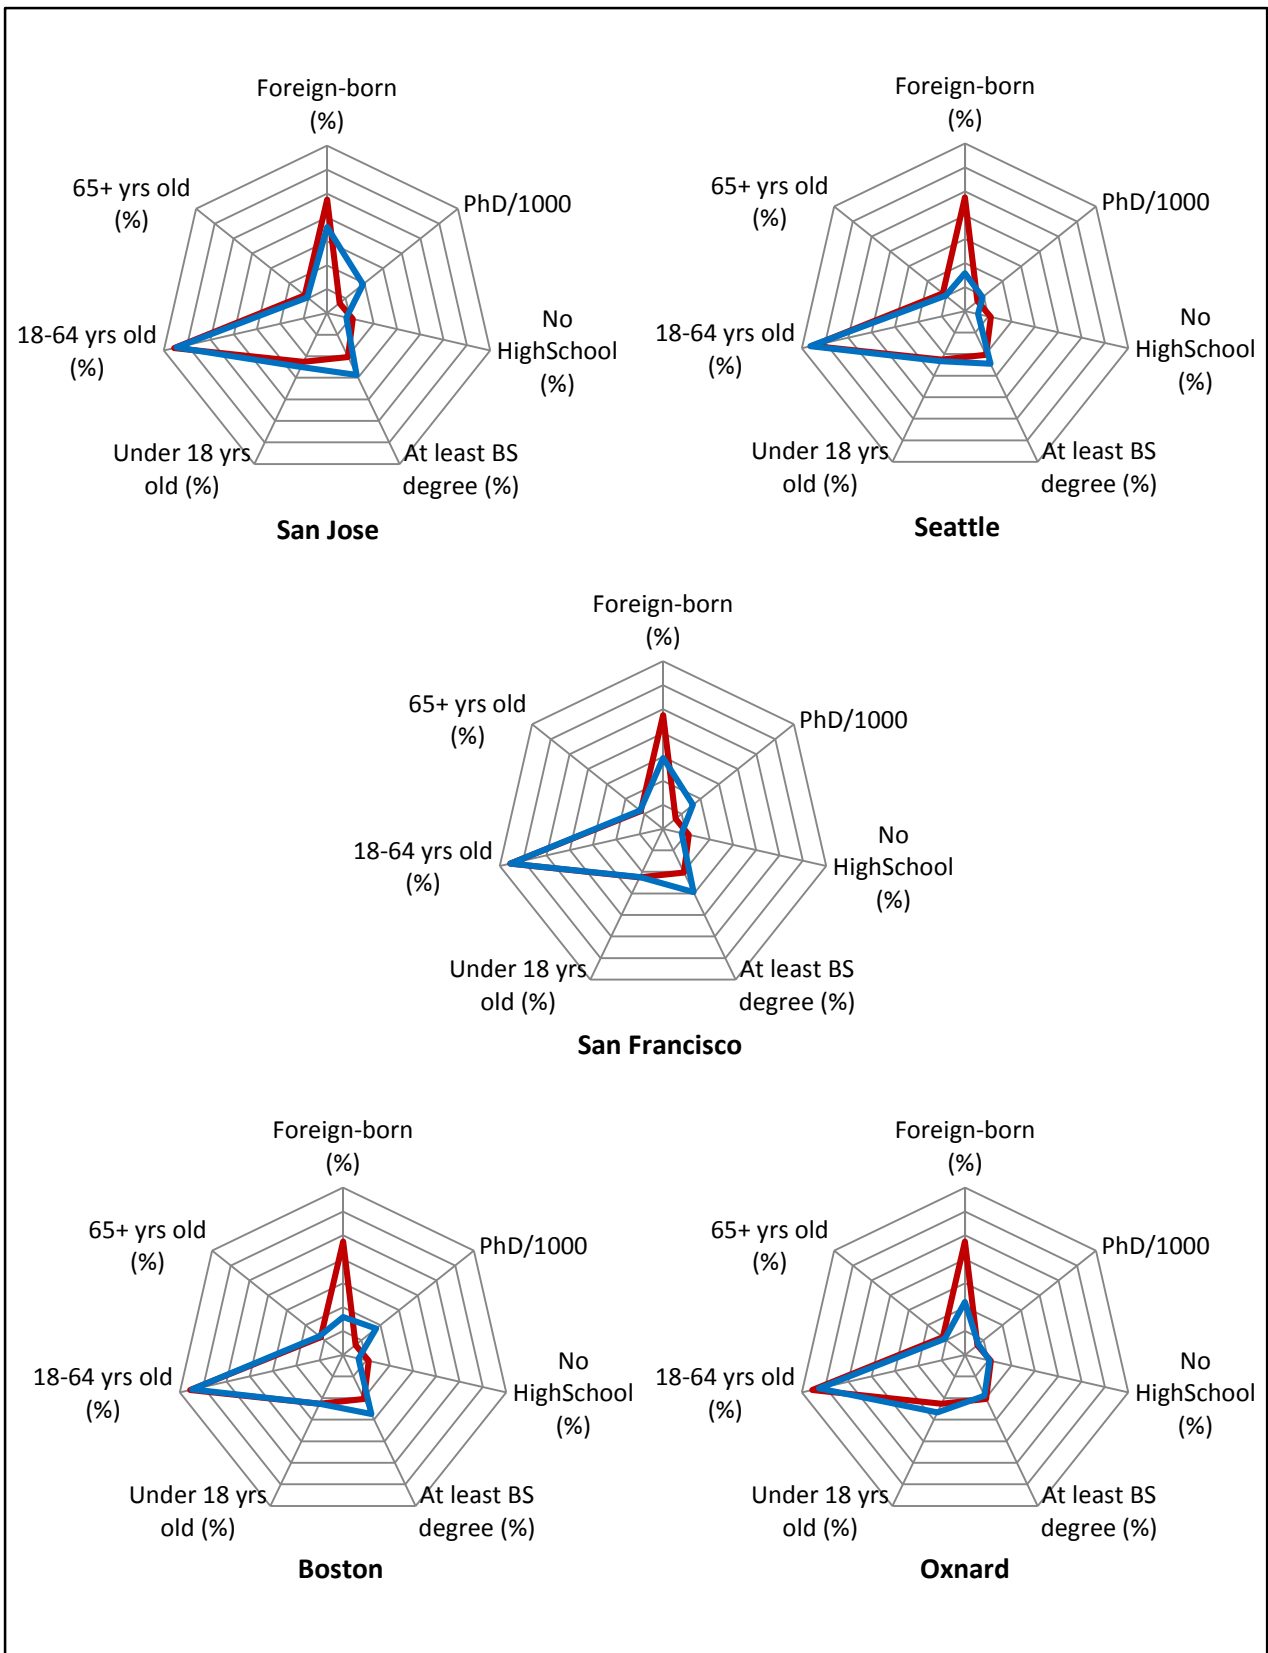 Foreign-born
(%)
65+ yrs old
(%)
PhD/1000
18-64 yrs old
(%)
No
HighSchool
(%)
Under 18 yrs
old (%)
At least BS
degree (%)
San Jose
Foreign-born
(%)
65+ yrs old
(%)
PhD/1000
18-64 yrs old
(%)
No
HighSchool
(%)
Under 18 yrs
old (%)
At least BS
degree (%)
Seattle
Foreign-born
(%)
65+ yrs old
(%)
PhD/1000
18-64 yrs old
(%)
No
HighSchool
(%)
Under 18 yrs
old (%)
At least BS
degree (%)
San Francisco
Foreign-born
(%)
65+ yrs old
(%)
PhD/1000
18-64 yrs old
(%)
No
HighSchool
(%)
Under 18 yrs
old (%)
At least BS
degree (%)
Boston
Foreign-born
(%)
65+ yrs old
(%)
PhD/1000
18-64 yrs old
(%)
No
HighSchool
(%)
Under 18 yrs
old (%)
At least BS
degree (%)
Oxnard